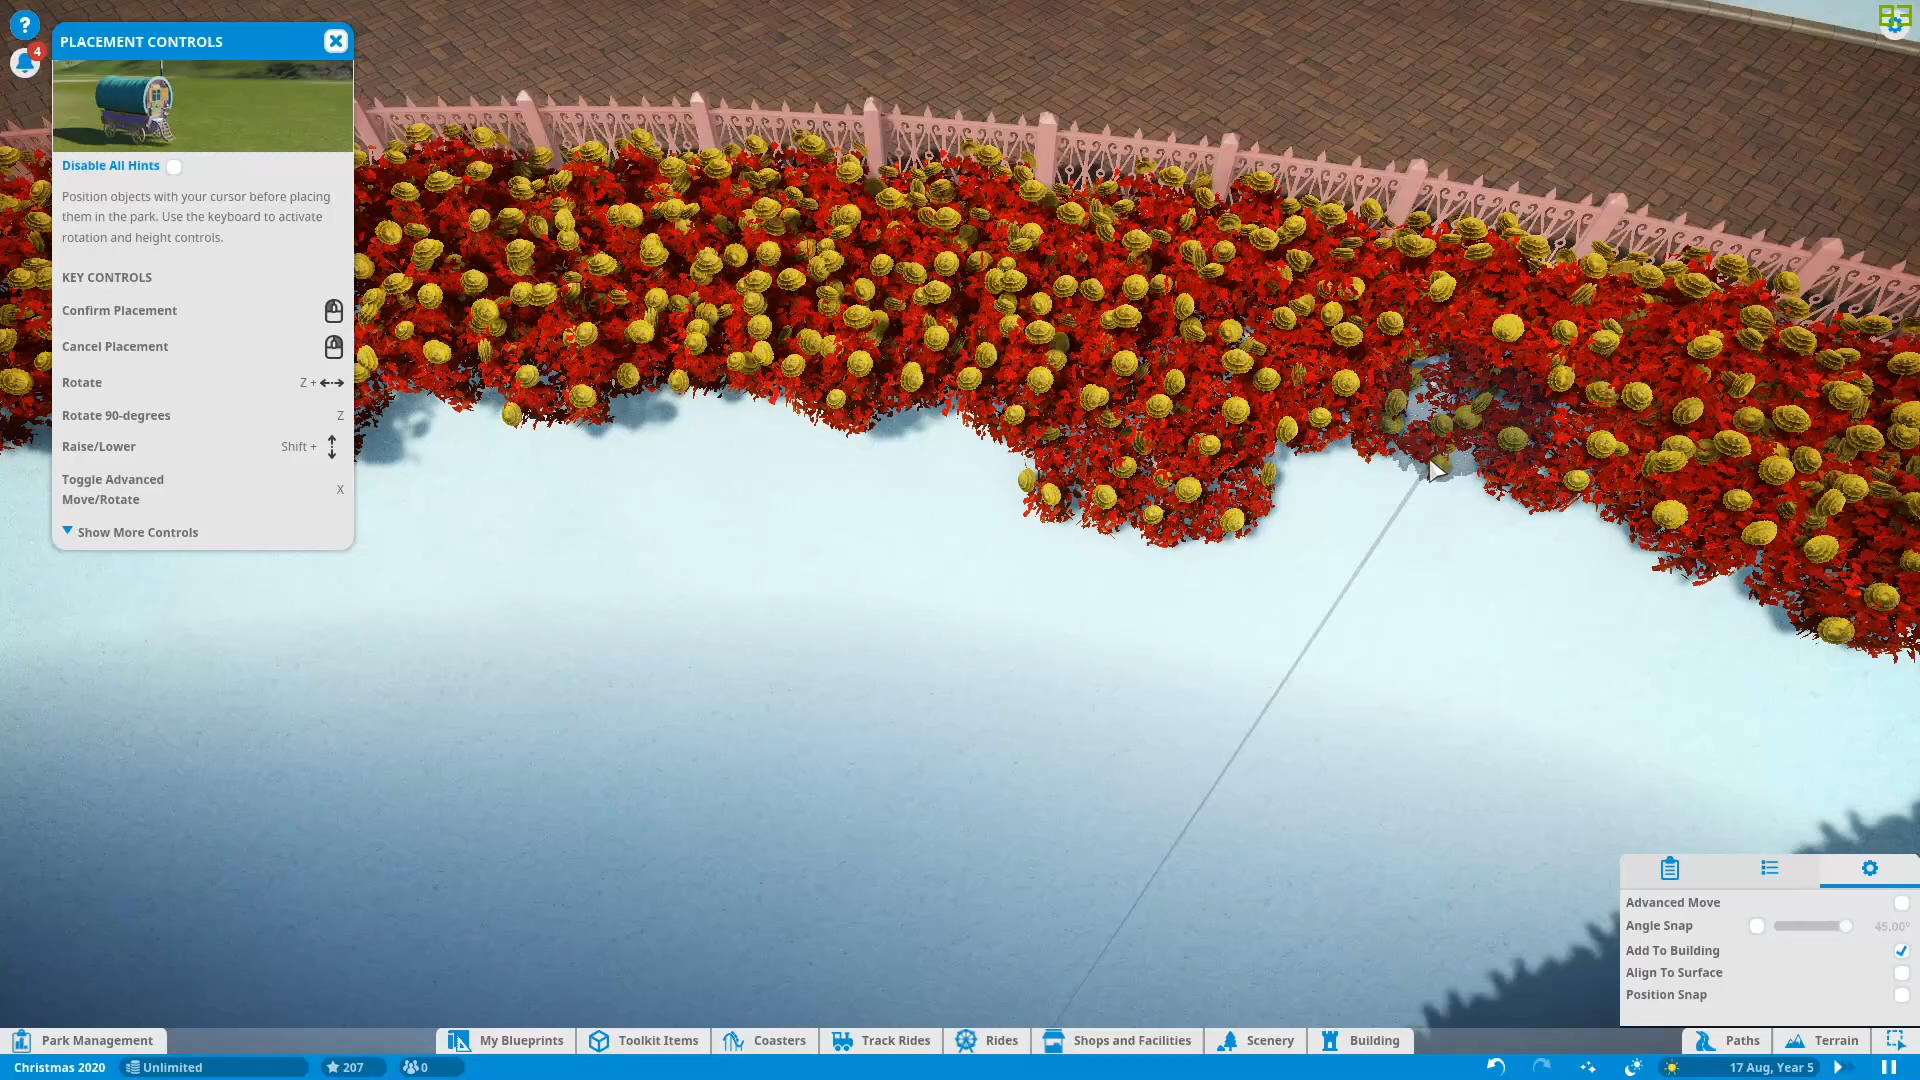 ?
4
PLACEMENT CONTROLS
Disable All Hints
Position objects with your cursor before placing
them in the park. Use the keyboard to activate
rotation and height controls.
KEY CONTROLS
Confirm Placement
Cancel Placement
Rotate Z +
Rotate 90-degrees Z
Raise/Lower Shift +
Toggle Advanced
Move/Rotate X
Show More Controls
Advanced Move
Angle Snap 45.00°
Add To Building
Align To Surface
Position Snap
Park Management My Blueprints Toolkit Items Coasters Track Rides Rides Shops and Facilities Scenery Building Paths Terrain
Christmas 2020 Unlimited 207 0 17 Aug, Year 5